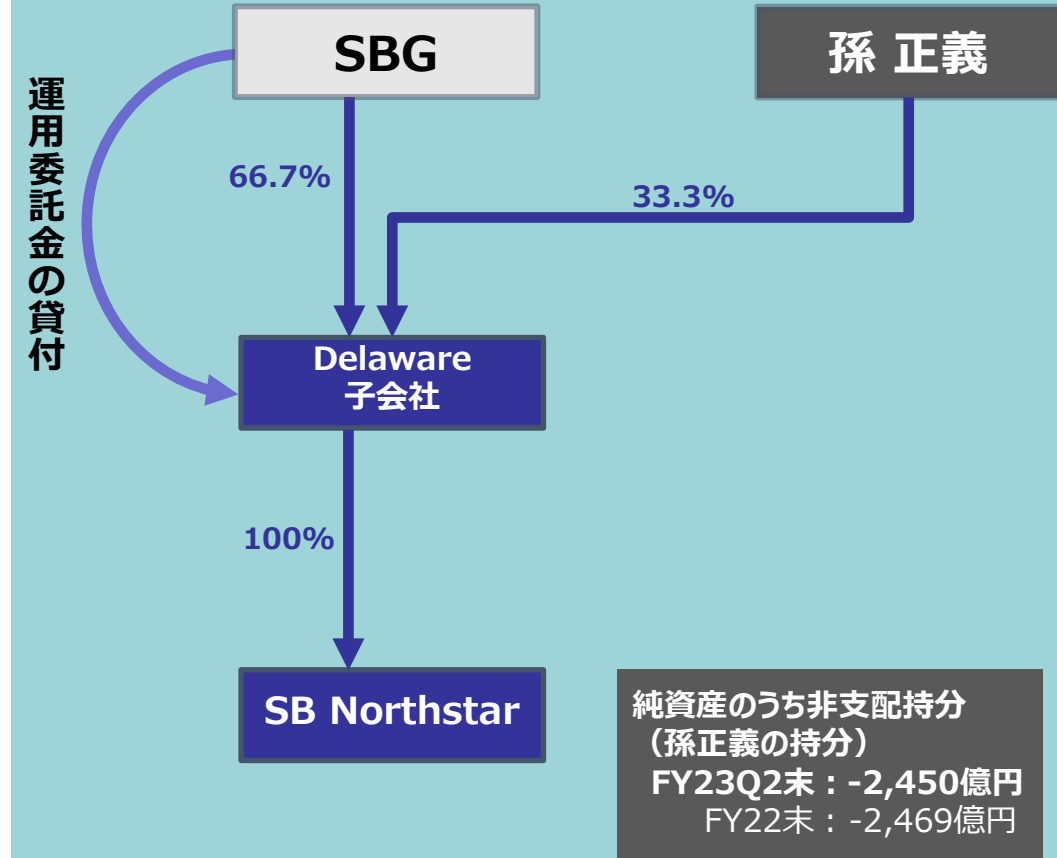 SBG
孫 正義
運用委託金の貸付
66.7%
33.3%
Delaware
子会社
100%
SB Northstar
純資産のうち非支配持分
（孫正義の持分）
FY23Q2末：-2,450億円
FY22末：-2,469億円